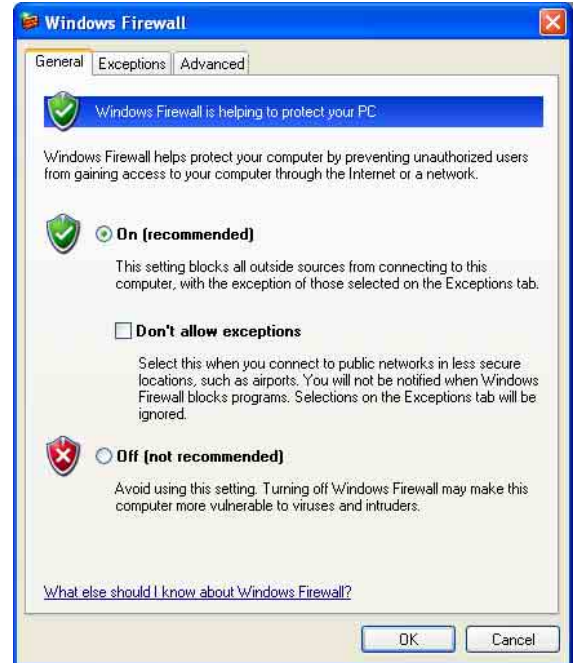 Windows Firewall
General Exceptions Advanced
Windows Firewall is helping to protect your PC
Windows Firewall helps protect your computer by preventing unauthorized users
from gaining access to your computer through the Internet or a network.
On (recommended)
This setting blocks all outside sources from connecting to this
computer, with the exception of those selected on the Exceptions tab.
Don't allow exceptions
Select this when you connect to public networks in less secure
locations, such as airports. You will not be notified when Windows
Firewall blocks programs. Selections on the Exceptions tab will be
ignored.
Off (not recommended)
Avoid using this setting. Turning off Windows Firewall may make this
computer more vulnerable to viruses and intruders.
What else should I know about Windows Firewall?
OK Cancel